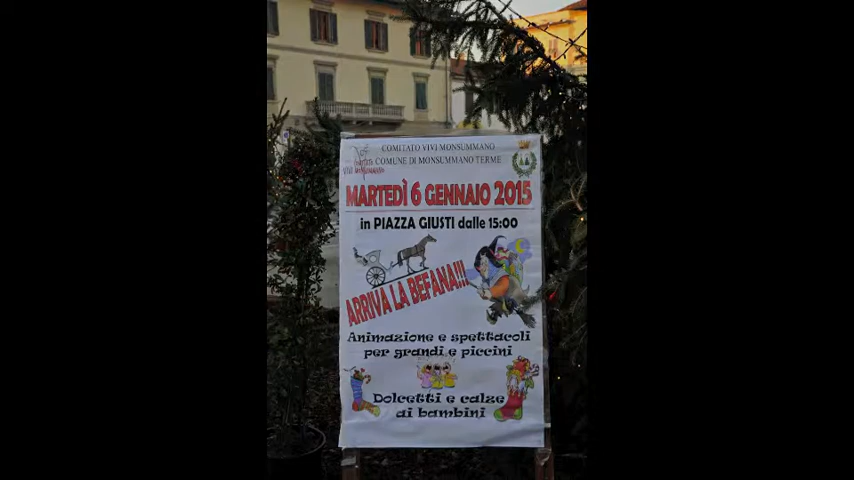 COMITATO VIVI MONSUMMANO
COMUNE DI MONSUMMANO TERME
MARTEDÌ 6 GENNAIO 2015
in PIAZZA GIUSTI dalle 15:00
ARRIVA LA BEFANA!!!
Animazione e spettacoli
per grandi e piccini
Dolcetti e calze
ai bambini